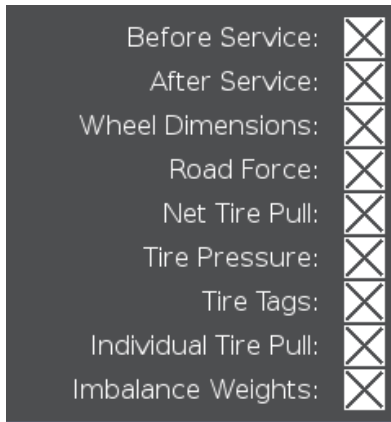 Before Service:
After Service:
Wheel Dimensions:
Road Force:
Net Tire Pull:
Tire Pressure:
Tire Tags:
Individual Tire Pull:
Imbalance Weights: